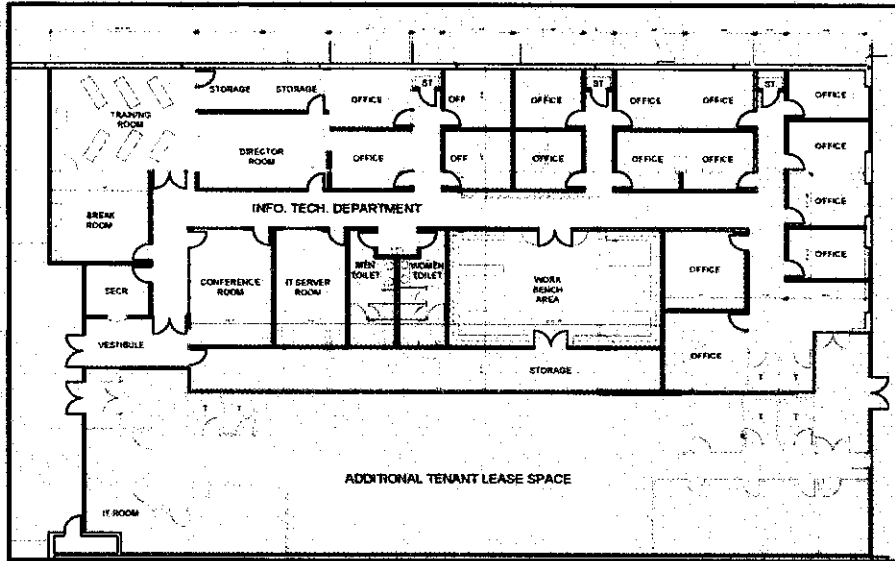 ST
ST
ST
STORAGE
STORAGE
OFFICE
OFF
OFFICE
OFFICE
OFFICE
OFFICE
TRAINING
ROOM
DIRECTOR
ROOM
OFFICE
OFF
OFFICE
OFFICE
OFFICE
OFFICE
OFFICE
BREAK
ROOM
INFO. TECH. DEPARTMENT
OFFICE
SECR
CONFERENCE
ROOM
IT SERVER
ROOM
MEN
TOILET
WOMEN
TOILET
WORK
BENCH
AREA
OFFICE
VESTIBULE
OFFICE
STORAGE
T
T
T
T
T
T
ADDITIONAL TENANT LEASE SPACE
IT ROOM